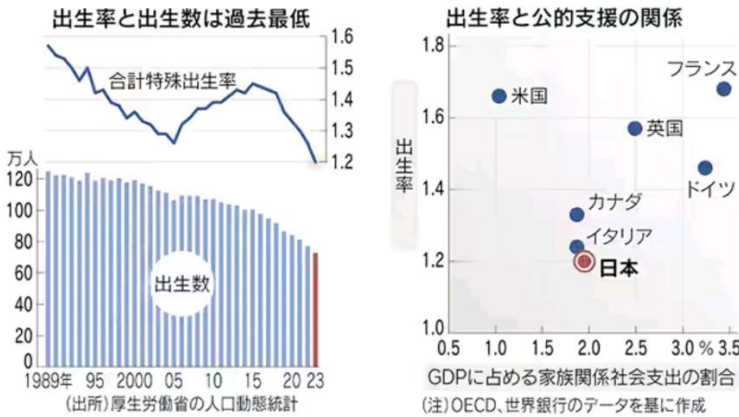 出生率と出生数は過去最低
1.6
1.5
1.4
1.3
1.2
合計特殊出生率
万人
120
100
80
60
40
20
0
出生数
1989年 95 2000 05 10 15 20 23
(出所)厚生労働省の人口動態統計
出生率と公的支援の関係
1.8
1.6
1.4
1.2
1.0
出生率
フランス
米国
英国
ドイツ
カナダ
イタリア
日本
0.5 1.0 1.5 2.0 2.5 3.0 % 3.5
GDPに占める家族関係社会支出の割合
(注)OECD、世界銀行のデータを基に作成